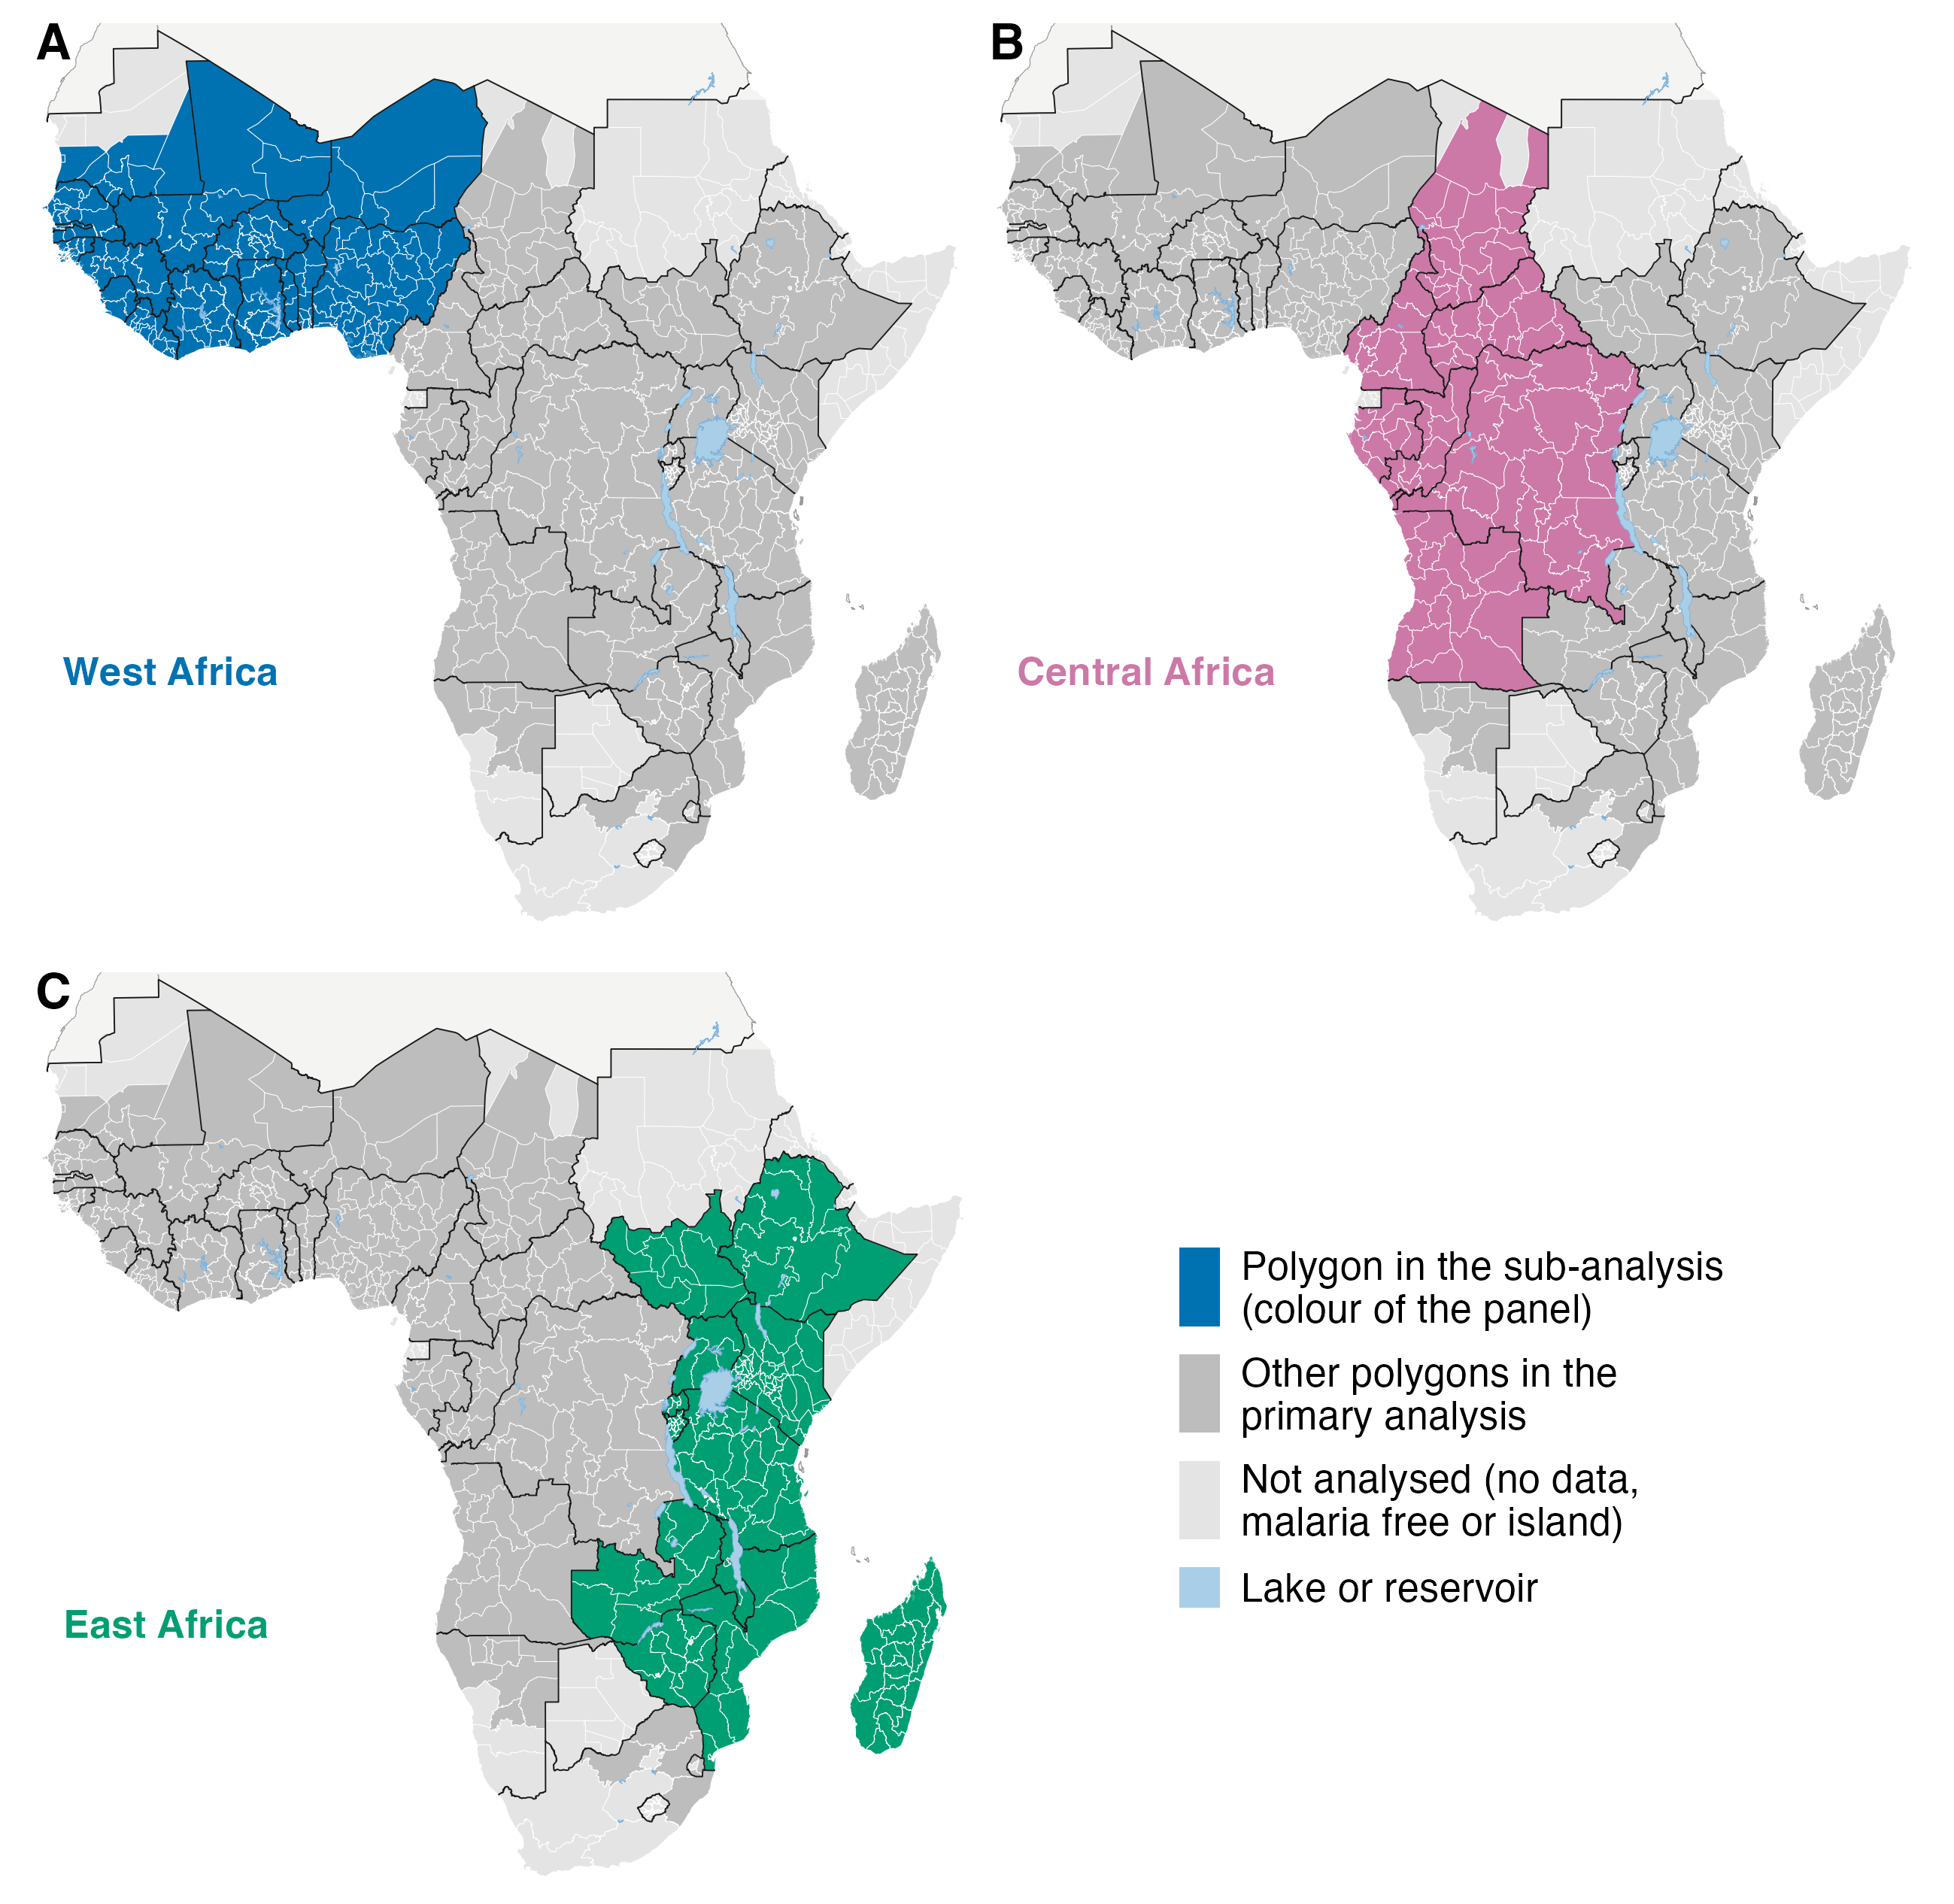 A
B
West Africa
Central Africa
C
East Africa
Polygon in the sub-analysis
(colour of the panel)
Other polygons in the
primary analysis
Not analysed (no data,
malaria free or island)
Lake or reservoir